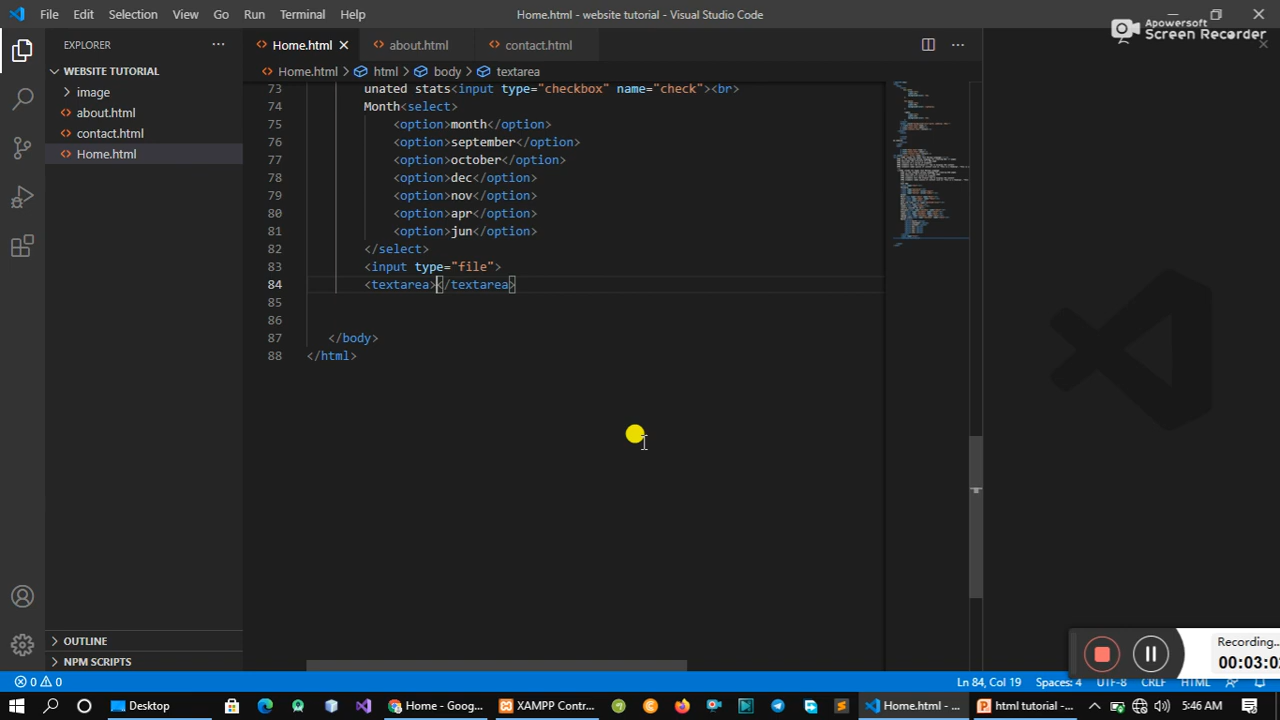 File Edit Selection View Go Run Terminal Help Home.html - website tutorial - Visual Studio Code
Apowersoft
Screen Recorder
EXPLORER
Home.html about.html contact.html
WEBSITE TUTORIAL
Home.html > html > body > textarea
image
about.html
contact.html
Home.html
73 unated stats<input type="checkbox" name="check"><br>
74 Month<select>
75 <option>month</option>
76 <option>september</option>
77 <option>october</option>
78 <option>dec</option>
79 <option>nov</option>
80 <option>apr</option>
81 <option>jun</option>
82 </select>
83 <input type="file">
84 <textarea></textarea>
85
86
87 </body>
88 </html>
OUTLINE
NPM SCRIPTS
Recording...
00:03:02
0 0 Ln 84, Col 19 Spaces: 4 UTF-8 CRLF HTML
Desktop Home - Goog... XAMPP Contr... Home.html - ... html tutorial -... 5:46 AM